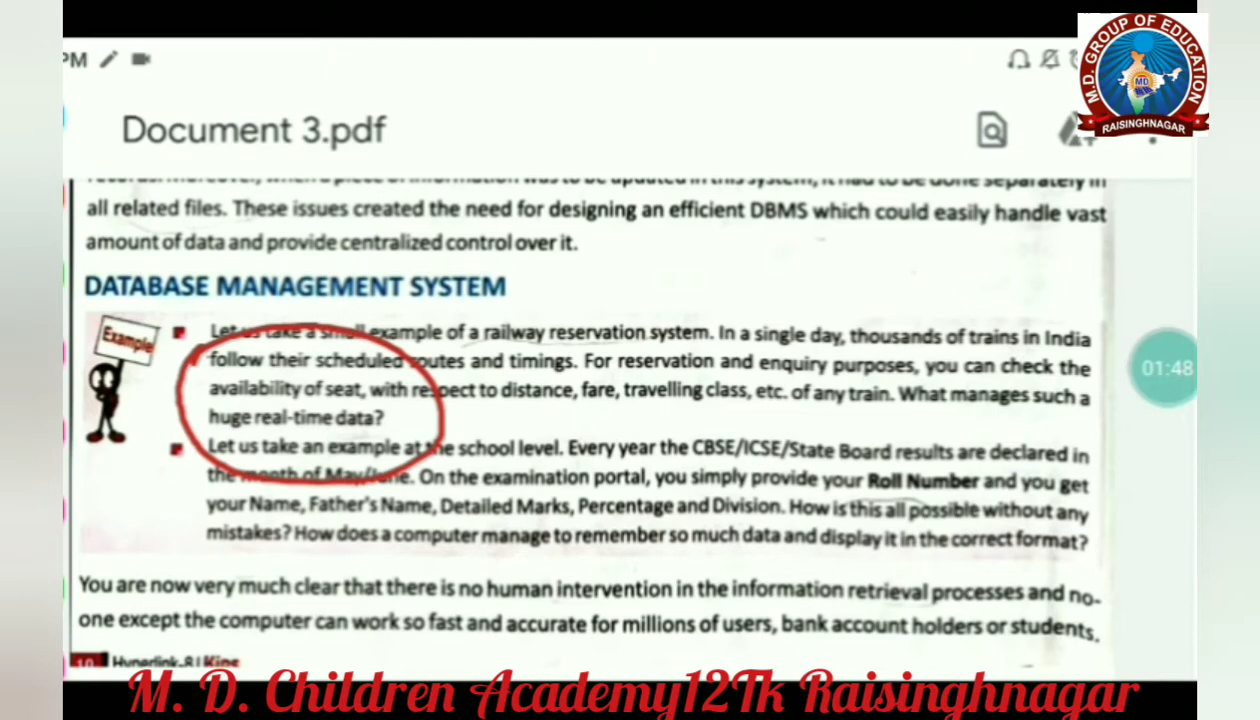 PM
M.D. GROUP OF EDUCATION
MD
RAISINGHNAGAR
Document 3.pdf
all related files. These issues created the need for designing an efficient DBMS which could easily handle vast
amount of data and provide centralized control over it.
DATABASE MANAGEMENT SYSTEM
Example
Let us take a small example of a railway reservation system. In a single day, thousands of trains in India
follow their scheduled routes and timings. For reservation and enquiry purposes, you can check the
availability of seat, with respect to distance, fare, travelling class, etc. of any train. What manages such a
huge real-time data?
01:48
Let us take an example at the school level. Every year the CBSE/ICSE/State Board results are declared in
the month of May/June. On the examination portal, you simply provide your Roll Number and you get
your Name, Father's Name, Detailed Marks, Percentage and Division. How is this all possible without any
mistakes? How does a computer manage to remember so much data and display it in the correct format?
You are now very much clear that there is no human intervention in the information retrieval processes and no-
one except the computer can work so fast and accurate for millions of users, bank account holders or students.
10 Hyperlink-8 | Kips
M. D. Children Academy12Tk Raisinghnagar